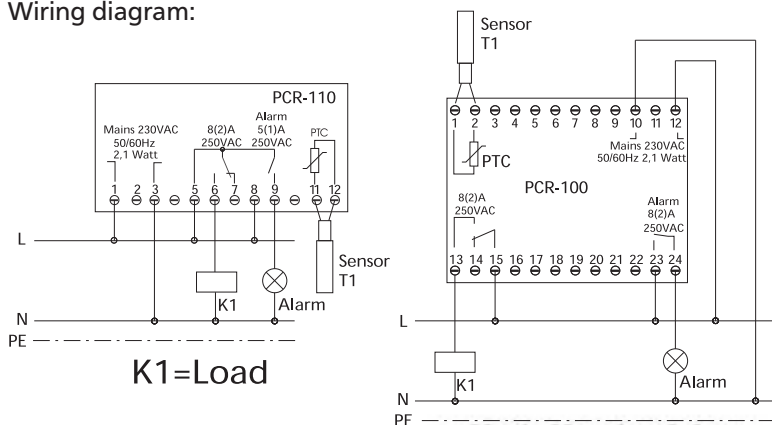 Wiring diagram:
PCR-110
Mains 230VAC
50/60Hz
2,1 Watt
8(2)A
250VAC
Alarm
5(1)A
250VAC
PTC
1 2 3 5 6 7 8 9 11 12
L
K1
Alarm
Sensor
T1
N
PE
K1=Load
Sensor
T1
1 2 3 4 5 6 7 8 9 10 11 12
PTC
Mains 230VAC
50/60Hz 2,1 Watt
PCR-100
8(2)A
250VAC
Alarm
8(2)A
250VAC
13 14 15 16 17 18 19 20 21 22 23 24
L
K1
Alarm
N
PE